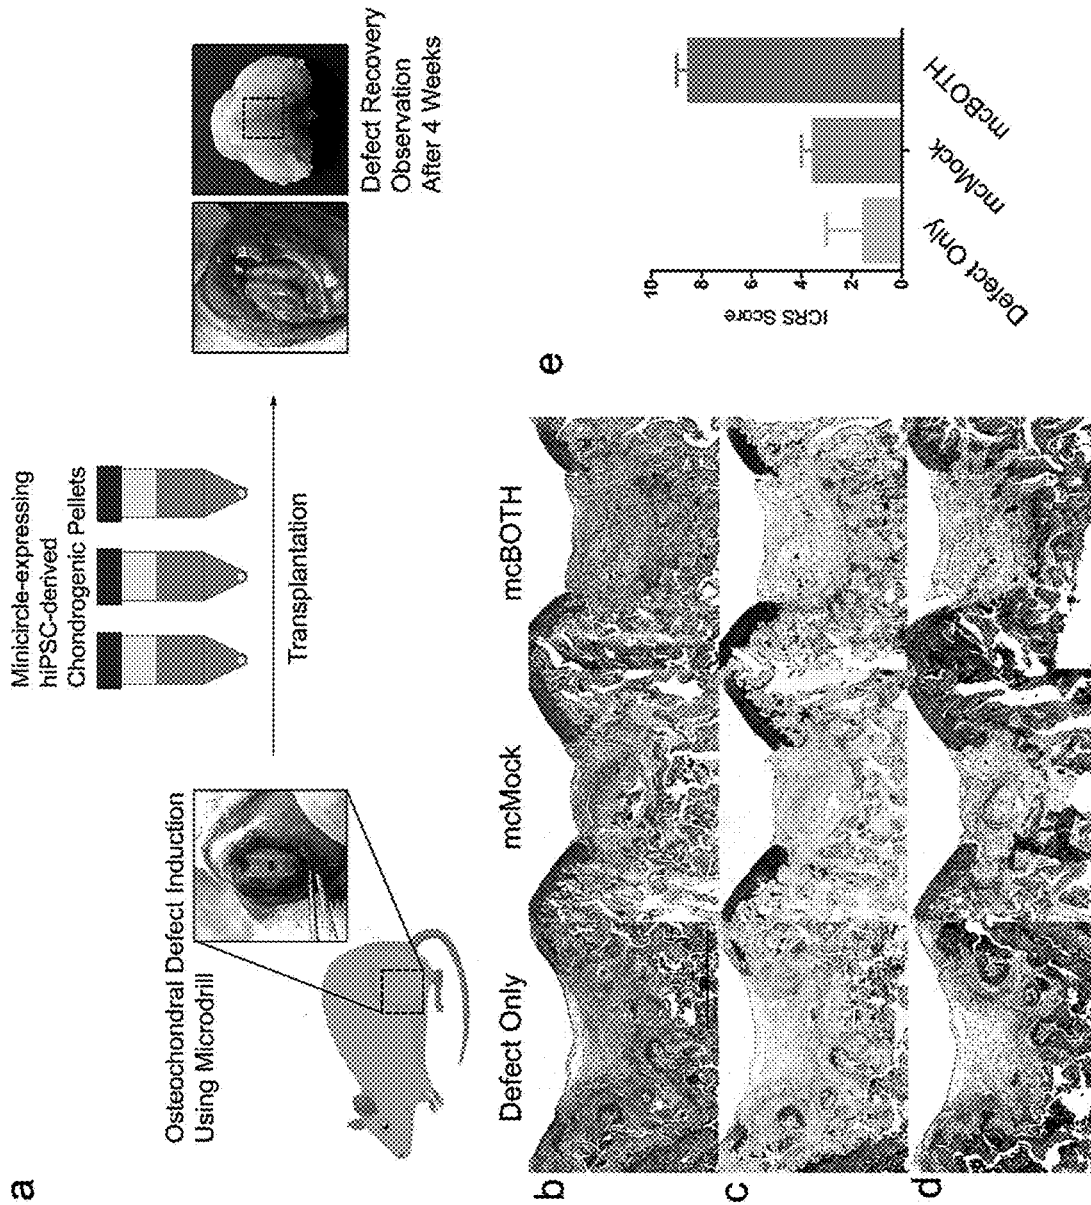 a
Osteochondral Defect Induction
Using Microdrill
Minicircle-expressing
hiPSC-derived
Chondrogenic Pellets
Transplantation
Defect Recovery
Observation
After 4 Weeks
Defect Only
mcMock
mcBOTH
b
c
d
e
ICRS Score
10
8
6
4
2
0
Defect Only
mcMock
mcBOTH